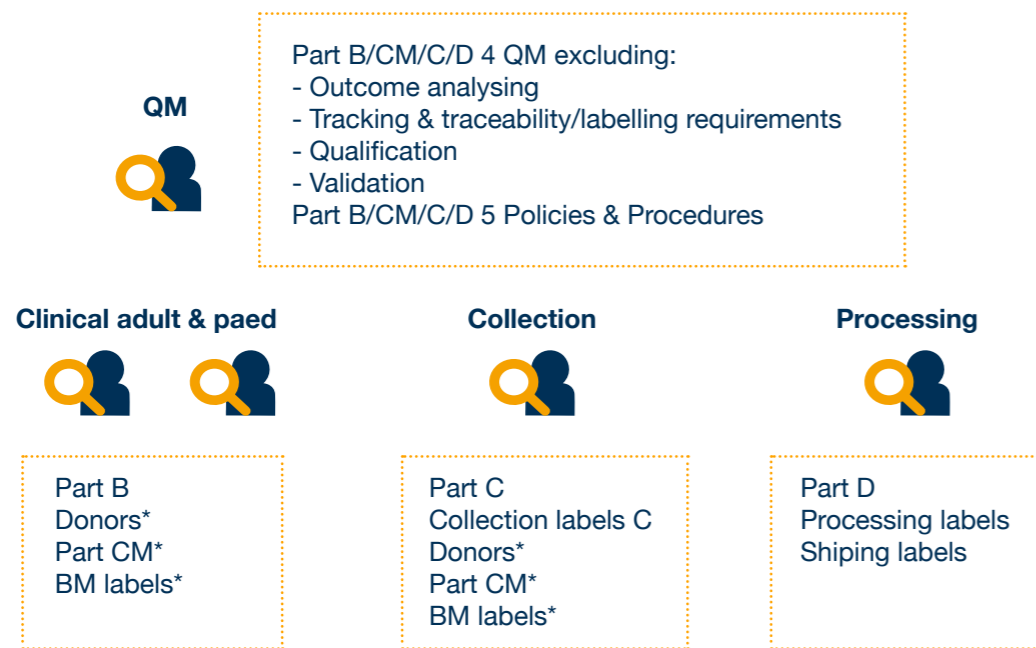 QM
Part B/CM/C/D 4 QM excluding:
- Outcome analysing
- Tracking & traceability/labelling requirements
- Qualification
- Validation
Part B/CM/C/D 5 Policies & Procedures
Clinical adult & paed
Part B
Donors*
Part CM*
BM labels*
Collection
Part C
Collection labels C
Donors*
Part CM*
BM labels*
Processing
Part D
Processing labels
Shiping labels